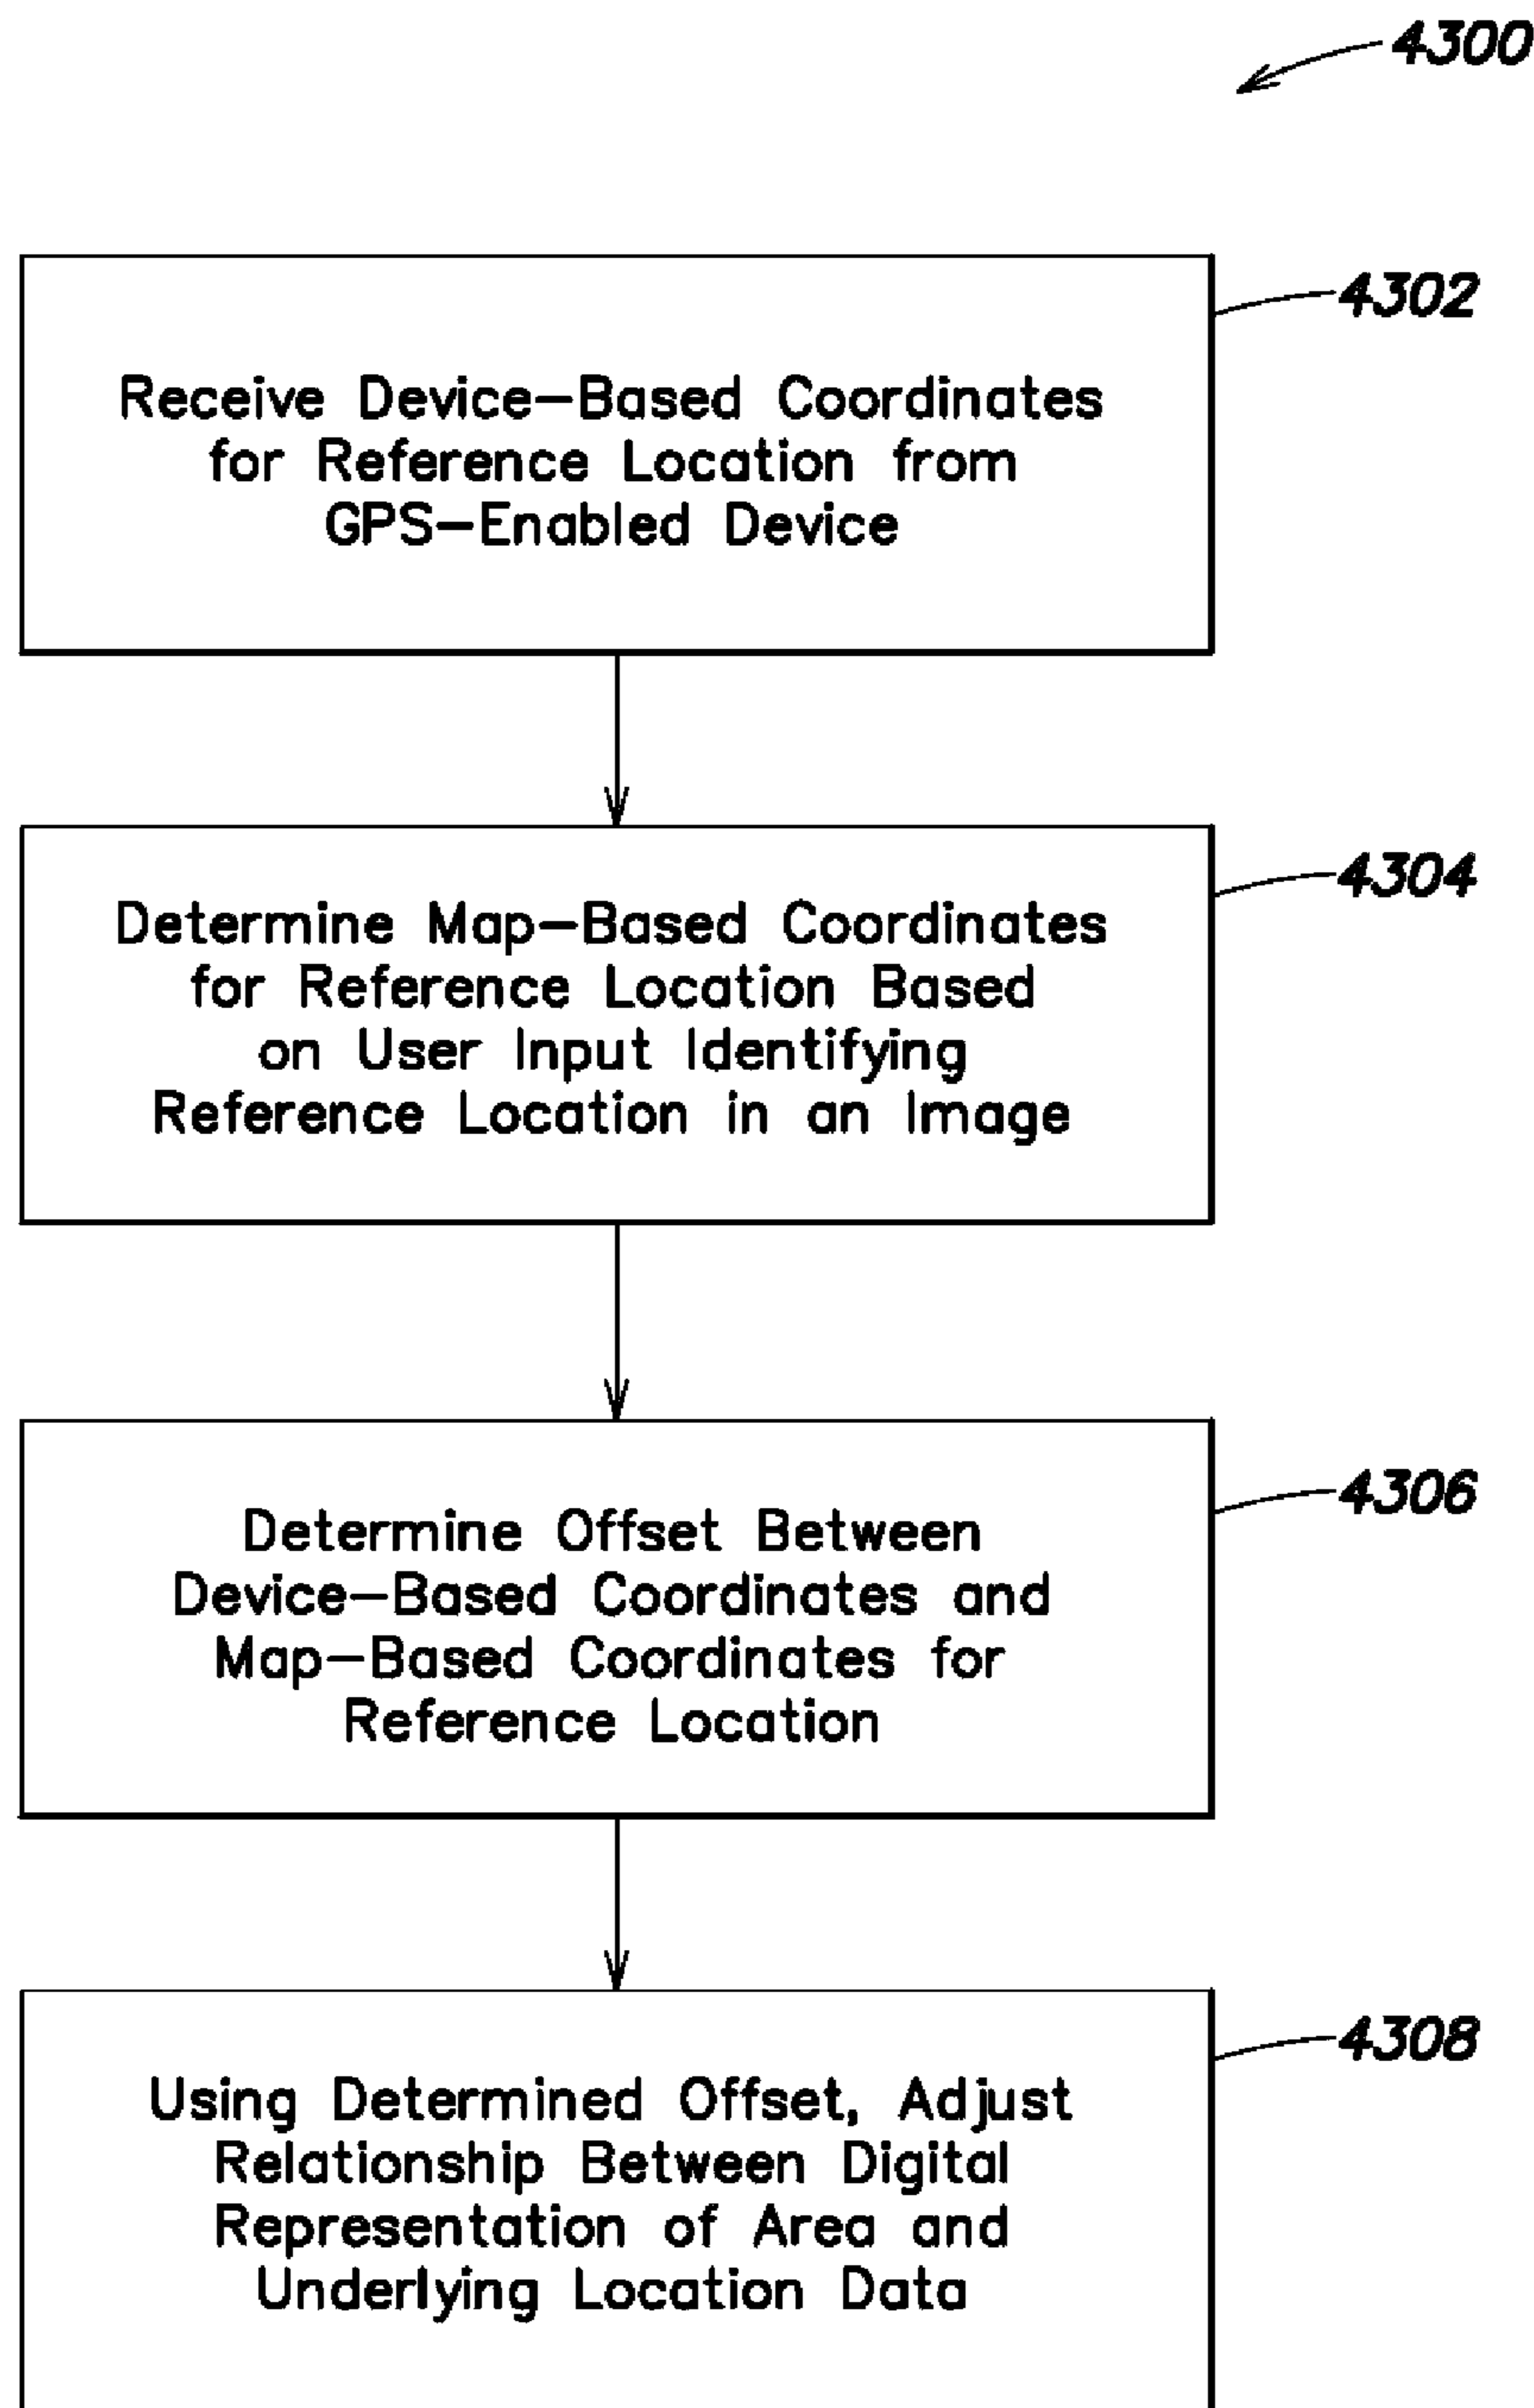 4300
4302
Receive Device-Based Coordinates
for Reference Location from
GPS-Enabled Device
4304
Determine Map-Based Coordinates
for Reference Location Based
on User Input Identifying
Reference Location in an Image
4306
Determine Offset Between
Device-Based Coordinates and
Map-Based Coordinates for
Reference Location
4308
Using Determined Offset, Adjust
Relationship Between Digital
Representation of Area and
Underlying Location Data